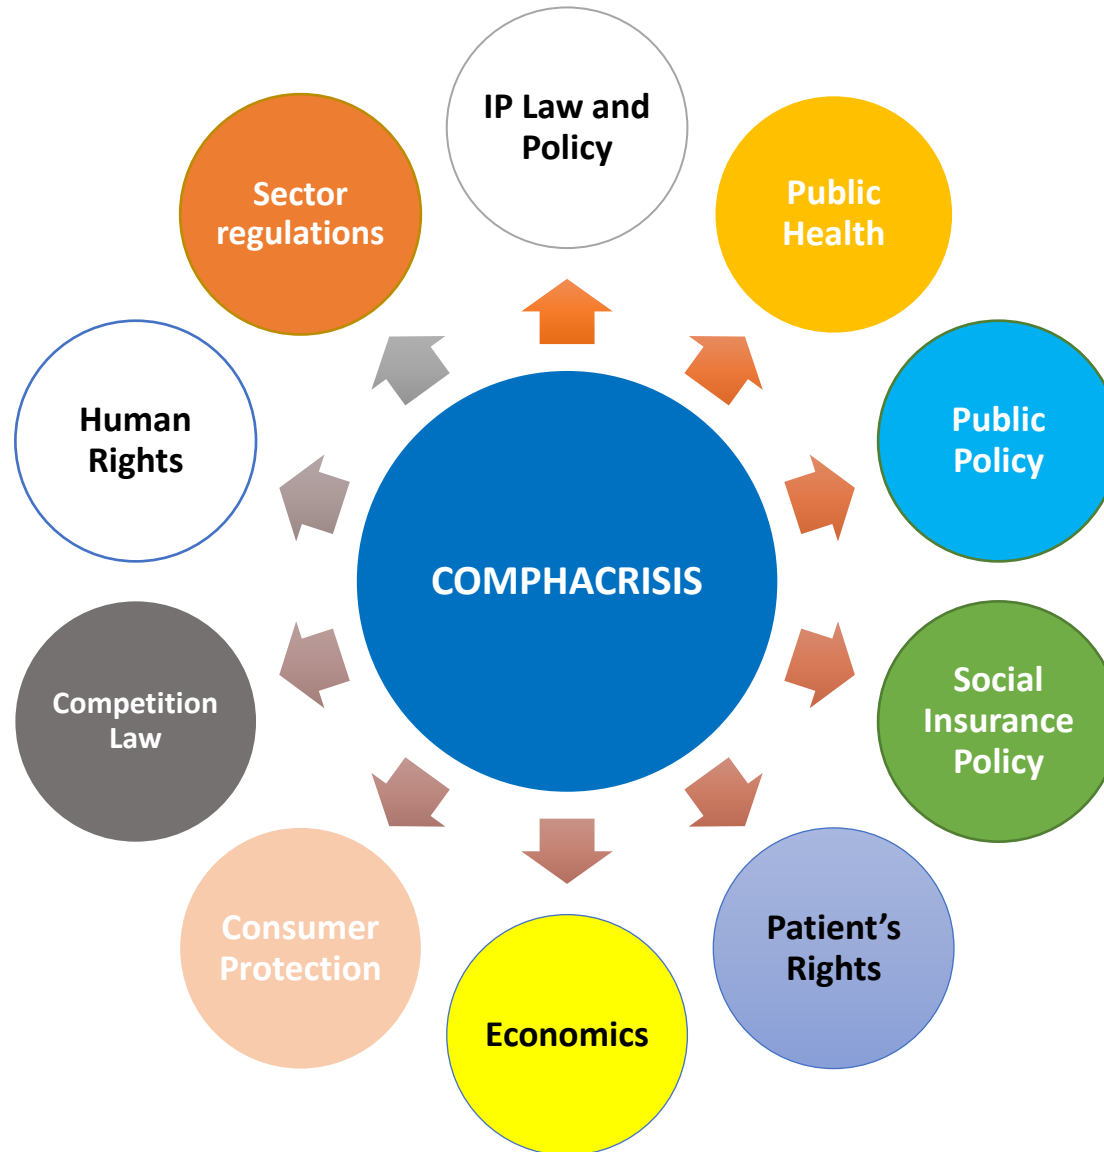 IP Law and
Policy
Public
Health
Public
Policy
Social
Insurance
Policy
Patient’s
Rights
Economics
Consumer
Protection
Competition
Law
Human
Rights
Sector
regulations
COMPHACRISIS